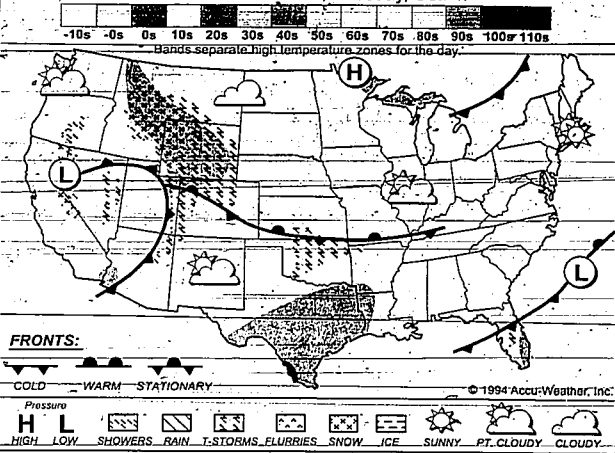 -10s -0s 0s 10s 20s 30s 40s 50s 60s 70s 80s 90s 100s 110s
Bands separate high temperature zones for the day.
H
L
L
FRONTS:
COLD WARM STATIONARY
© 1994 Accu-Weather, Inc.
Pressure
H L
HIGH LOW SHOWERS RAIN T-STORMS FLURRIES SNOW ICE SUNNY PT. CLOUDY CLOUDY